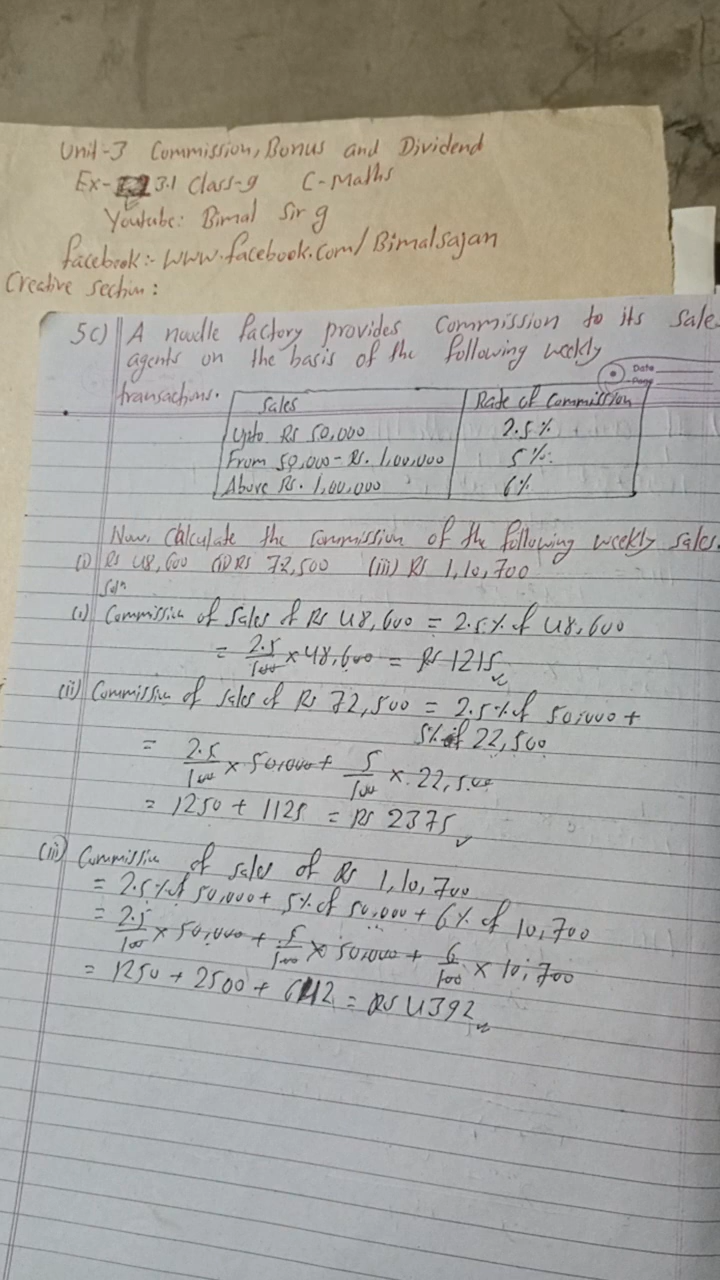 Unit-3 Commission, Bonus and Dividend
Ex- 3.1 Class-9 C-Maths
Youtube: Bimal Sir g
facebook:- www.facebook.com/Bimalsajan
Creative section:
5c) A noodle factory provides Commission to its sale
agents on the basis of the following weekly
transactions.
Date
Page
Sales Rate of Commission
Upto Rs 50,000 2.5%
From 50,000- Rs. 1,00,000 5%
Above Rs. 1,00,000 6%
Now, Calculate the commission of the following weekly sales.
(i) Rs 48,600 (ii) Rs 72,500 (iii) Rs 1,10,700
Soln
(i) Commission of sales of Rs 48,600 = 2.5% of 48,600
= 2.5/100 × 48,600 = Rs 1215
(ii) Commission of sales of Rs 72,500 = 2.5% of 50,000 +
5% of 22,500
= 2.5/100 × 50,000 + 5/100 × 22,500
= 1250 + 1125 = Rs 2375
(iii) Commission of sales of Rs 1,10,700
= 2.5% of 50,000 + 5% of 50,000 + 6% of 10,700
= 2.5/100 × 50,000 + 5/100 × 50,000 + 6/100 × 10,700
= 1250 + 2500 + 642 = Rs 4392